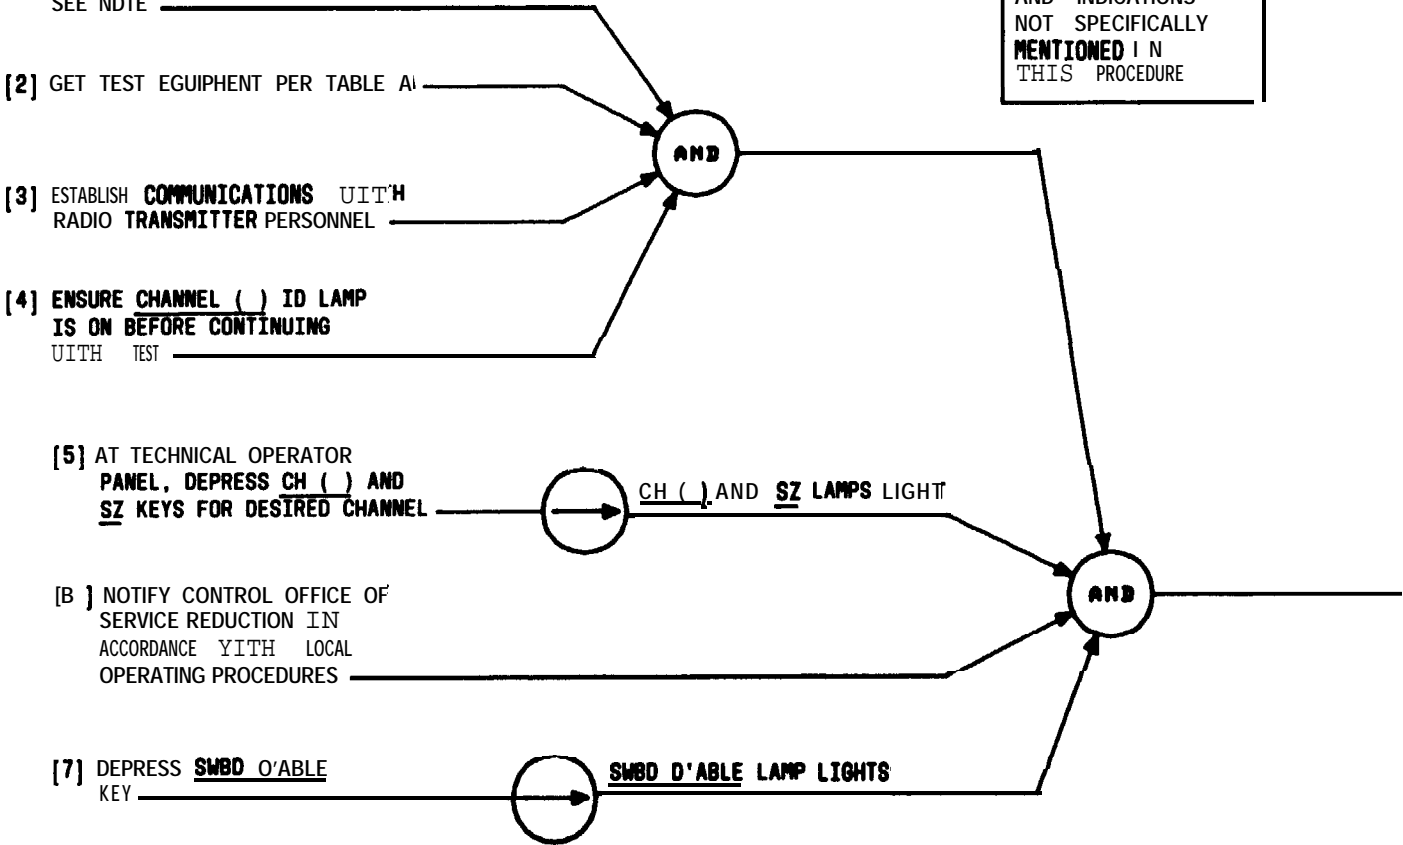 SEE NDTE
AND INDICATIONS
NOT SPECIFICALLY
MENTIONED I N
THIS PROCEDURE
[2] GET TEST EGUIPHENT PER TABLE A
AND
[3] ESTABLISH COMMUNICATIONS UITH
RADIO TRANSMITTER PERSONNEL
[4] ENSURE CHANNEL ( ) ID LAMP
IS ON BEFORE CONTINUING
UITH TEST
[5] AT TECHNICAL OPERATOR
PANEL, DEPRESS CH ( ) AND
SZ KEYS FOR DESIRED CHANNEL
CH ( ) AND SZ LAMPS LIGHT
[B ] NOTIFY CONTROL OFFICE OF
SERVICE REDUCTION IN
ACCORDANCE YITH LOCAL
OPERATING PROCEDURES
AND
[7] DEPRESS SWBD O'ABLE
KEY
SWBD D'ABLE LAMP LIGHTS